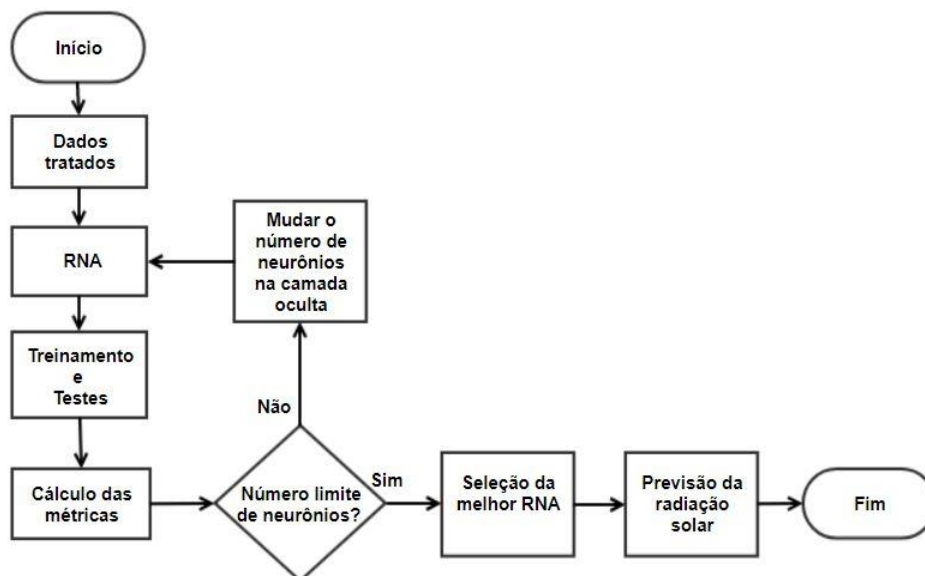 Início
Dados
tratados
RNA
Mudar o
número de
neurônios
na camada
oculta
Treinamento
e
Testes
Não
Cálculo das
métricas
Número limite
de neurônios?
Sim
Seleção da
melhor RNA
Previsão da
radiação
solar
Fim